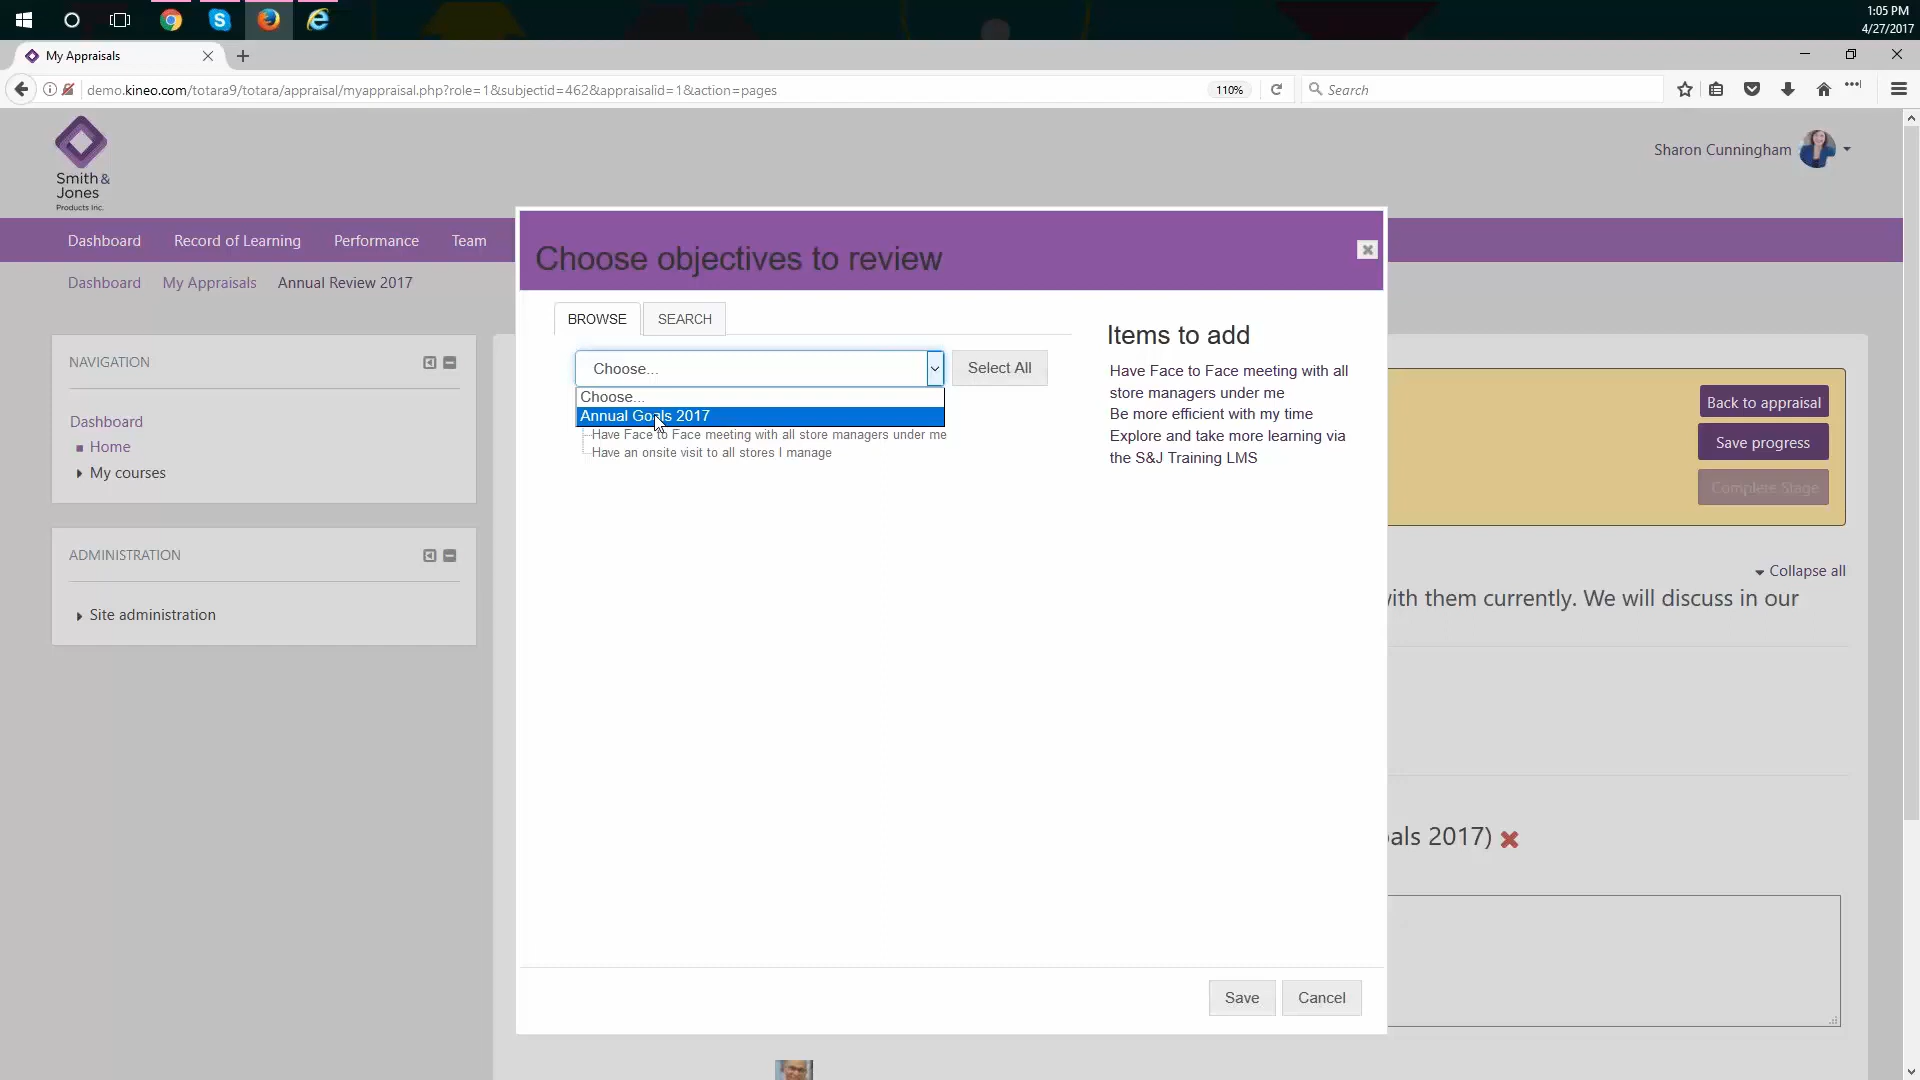 1:05 PM
4/27/2017
My Appraisals
demo.kineo.com/totara9/totara/appraisal/myappraisal.php?role=1&subjectid=462&appraisalid=1&action=pages
110%
Search
Smith &
Jones
Products Inc.
Sharon Cunningham
Dashboard
Record of Learning
Performance
Team
Dashboard
My Appraisals
Annual Review 2017
Choose objectives to review
BROWSE
SEARCH
Choose...
Select All
Choose...
Annual Goals 2017
Have Face to Face meeting with all store managers under me
Have an onsite visit to all stores I manage
Items to add
Have Face to Face meeting with all
store managers under me
Be more efficient with my time
Explore and take more learning via
the S&J Training LMS
Save
Cancel
NAVIGATION
Dashboard
Home
My courses
ADMINISTRATION
Site administration
Back to appraisal
Save progress
Complete Stage
Collapse all
with them currently. We will discuss in our
als 2017)